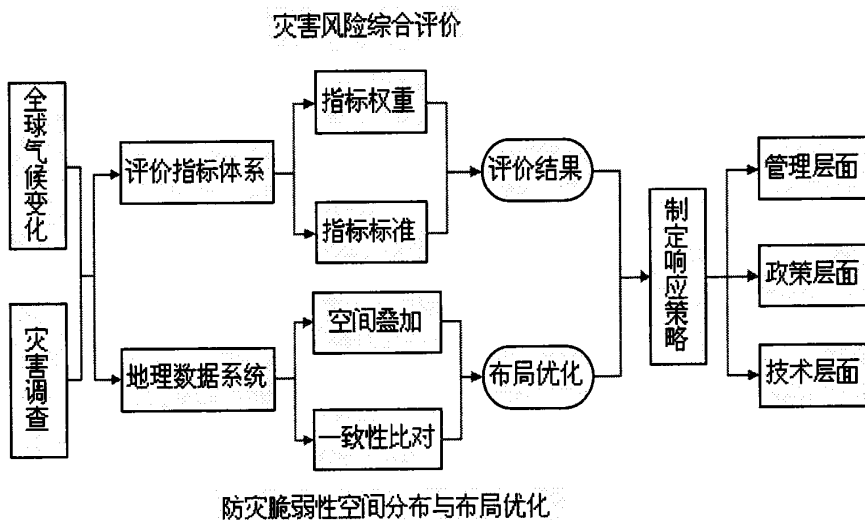 灾害风险综合评价
全球气候变化
灾害调查
评价指标体系
地理数据系统
指标权重
指标标准
空间叠加
一致性比对
评价结果
布局优化
制定响应策略
管理层面
政策层面
技术层面
防灾脆弱性空间分布与布局优化